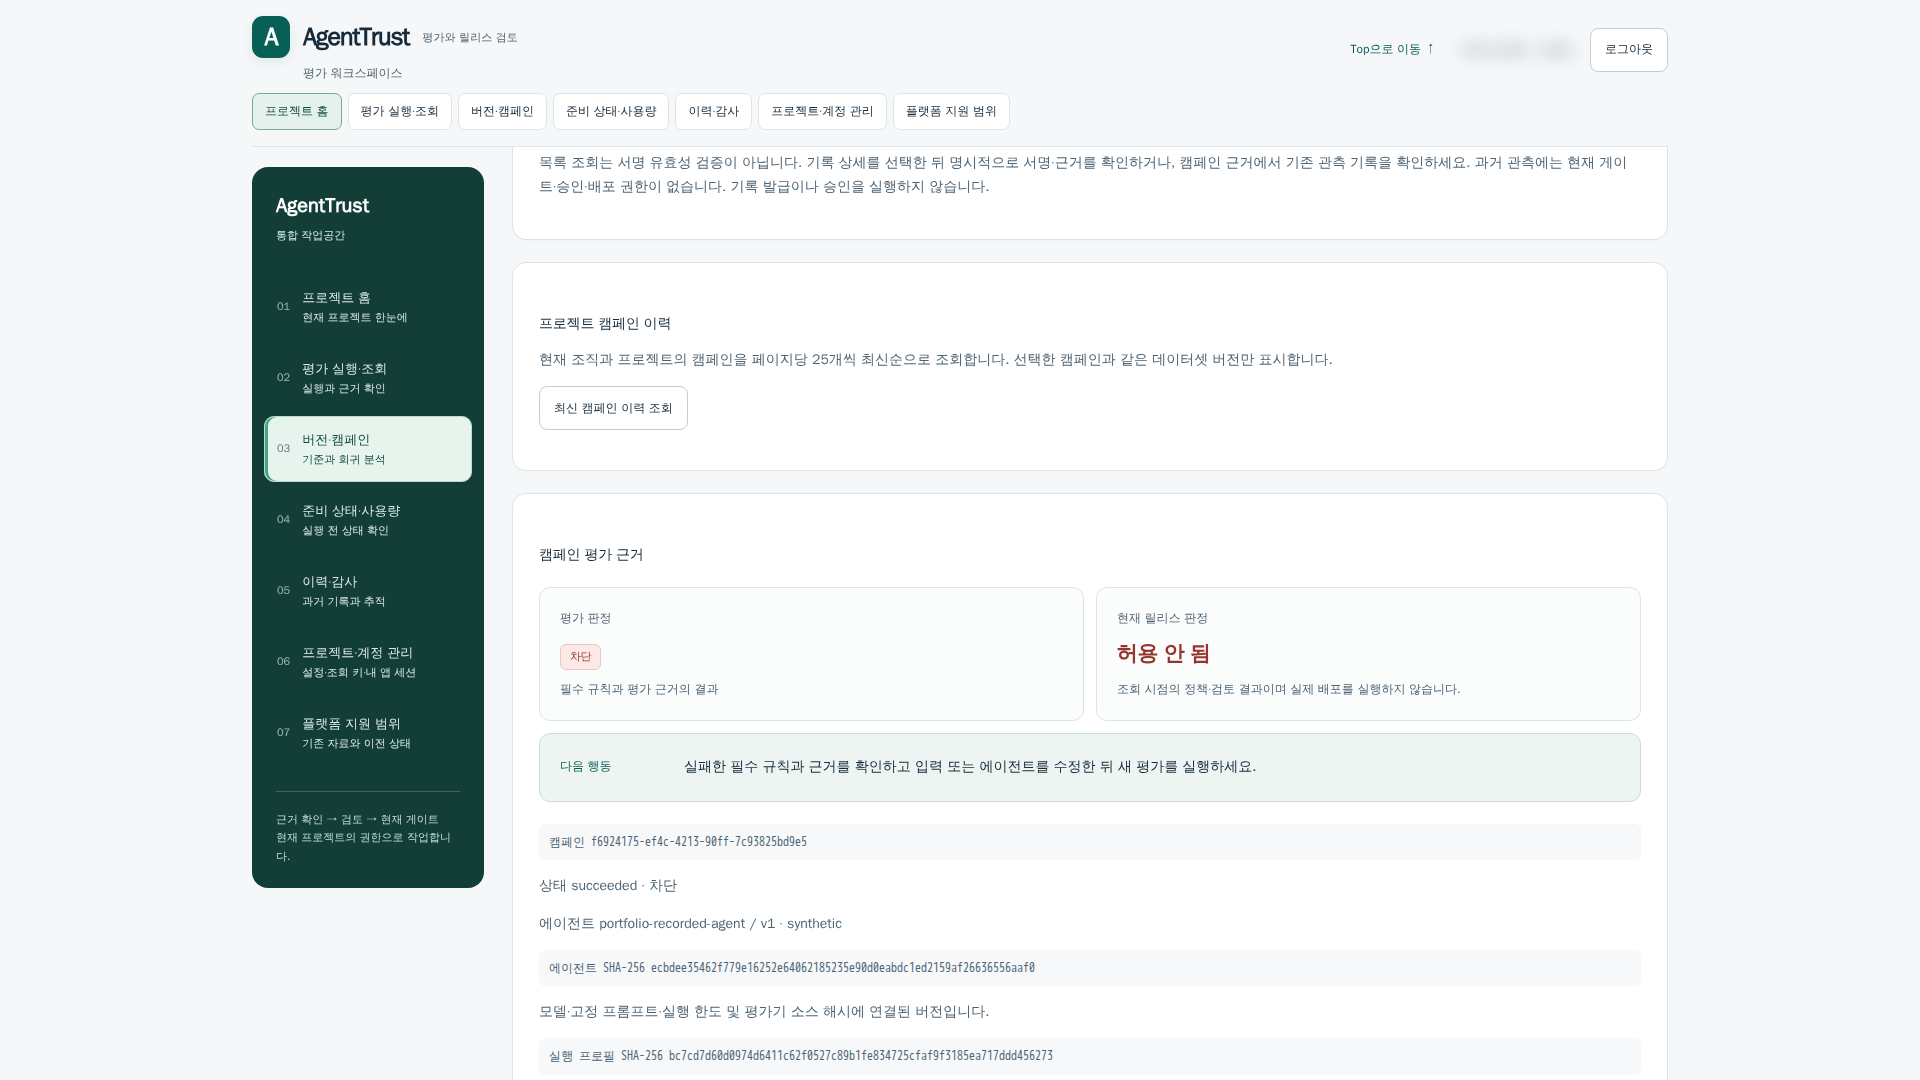 A
AgentTrust 평가와 릴리스 검토
평가 워크스페이스
Top으로 이동 ↑
로그아웃
프로젝트 홈
평가 실행·조회
버전·캠페인
준비 상태·사용량
이력·감사
프로젝트·계정 관리
플랫폼 지원 범위
AgentTrust
통합 작업공간
01 프로젝트 홈
현재 프로젝트 한눈에
02 평가 실행·조회
실행과 근거 확인
03 버전·캠페인
기준과 회귀 분석
04 준비 상태·사용량
실행 전 상태 확인
05 이력·감사
과거 기록과 추적
06 프로젝트·계정 관리
설정·조회 키·내 앱 세션
07 플랫폼 지원 범위
기존 자료와 이전 상태
근거 확인 → 검토 → 현재 게이트
현재 프로젝트의 권한으로 작업합니
다.
목록 조회는 서명 유효성 검증이 아닙니다. 기록 상세를 선택한 뒤 명시적으로 서명·근거를 확인하거나, 캠페인 근거에서 기존 관측 기록을 확인하세요. 과거 관측에는 현재 게이
트·승인·배포 권한이 없습니다. 기록 발급이나 승인을 실행하지 않습니다.
프로젝트 캠페인 이력
현재 조직과 프로젝트의 캠페인을 페이지당 25개씩 최신순으로 조회합니다. 선택한 캠페인과 같은 데이터셋 버전만 표시합니다.
최신 캠페인 이력 조회
캠페인 평가 근거
평가 판정
차단
필수 규칙과 평가 근거의 결과
현재 릴리스 판정
허용 안 됨
조회 시점의 정책·검토 결과이며 실제 배포를 실행하지 않습니다.
다음 행동 실패한 필수 규칙과 근거를 확인하고 입력 또는 에이전트를 수정한 뒤 새 평가를 실행하세요.
캠페인 f6924175-ef4c-4213-90ff-7c93825bd9e5
상태 succeeded · 차단
에이전트 portfolio-recorded-agent / v1 · synthetic
에이전트 SHA-256 ecbdee35462f779e16252e64062185235e90d0eabdc1ed2159af26636556aaf0
모델·고정 프롬프트·실행 한도 및 평가기 소스 해시에 연결된 버전입니다.
실행 프로필 SHA-256 bc7cd7d60d0974d6411c62f0527c89b1fe834725cfaf9f3185ea717ddd456273